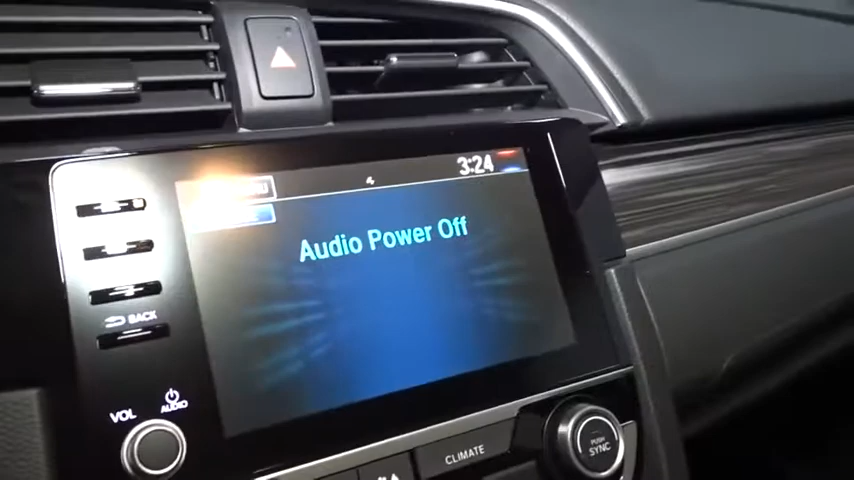 3:24
Audio Power Off
BACK
VOL
AUDIO
CLIMATE
PUSH
SYNC